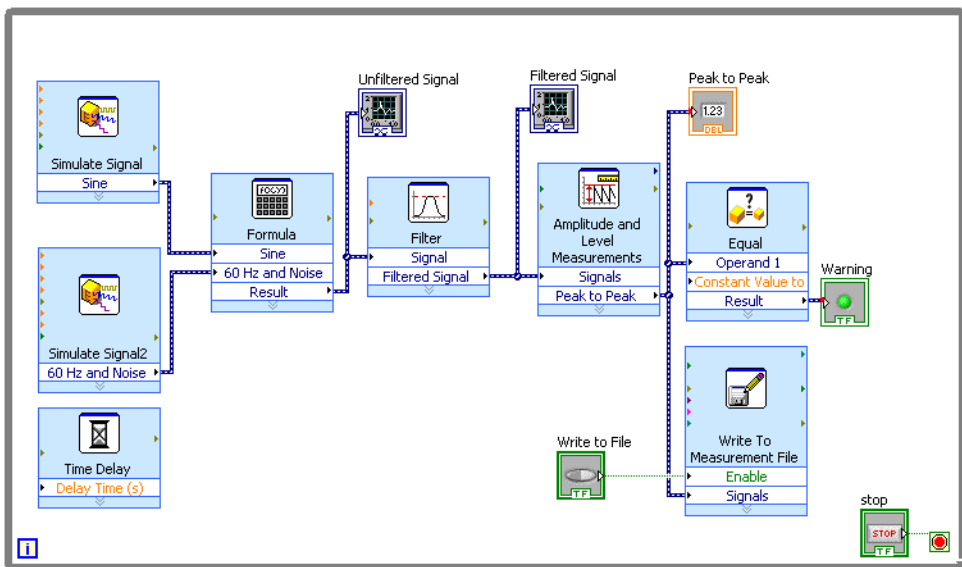 Unfiltered Signal
Filtered Signal
Peak to Peak
1.23
DBL
Simulate Signal
Sine
F(X,Y)
Formula
Sine
60 Hz and Noise
Result
Filter
Signal
Filtered Signal
Amplitude and
Level
Measurements
Signals
Peak to Peak
?
=
Equal
Operand 1
Constant Value to
Result
Warning
TF
Simulate Signal2
60 Hz and Noise
Time Delay
Delay Time (s)
Write to File
TF
Write To
Measurement File
Enable
Signals
stop
STOP
TF
i